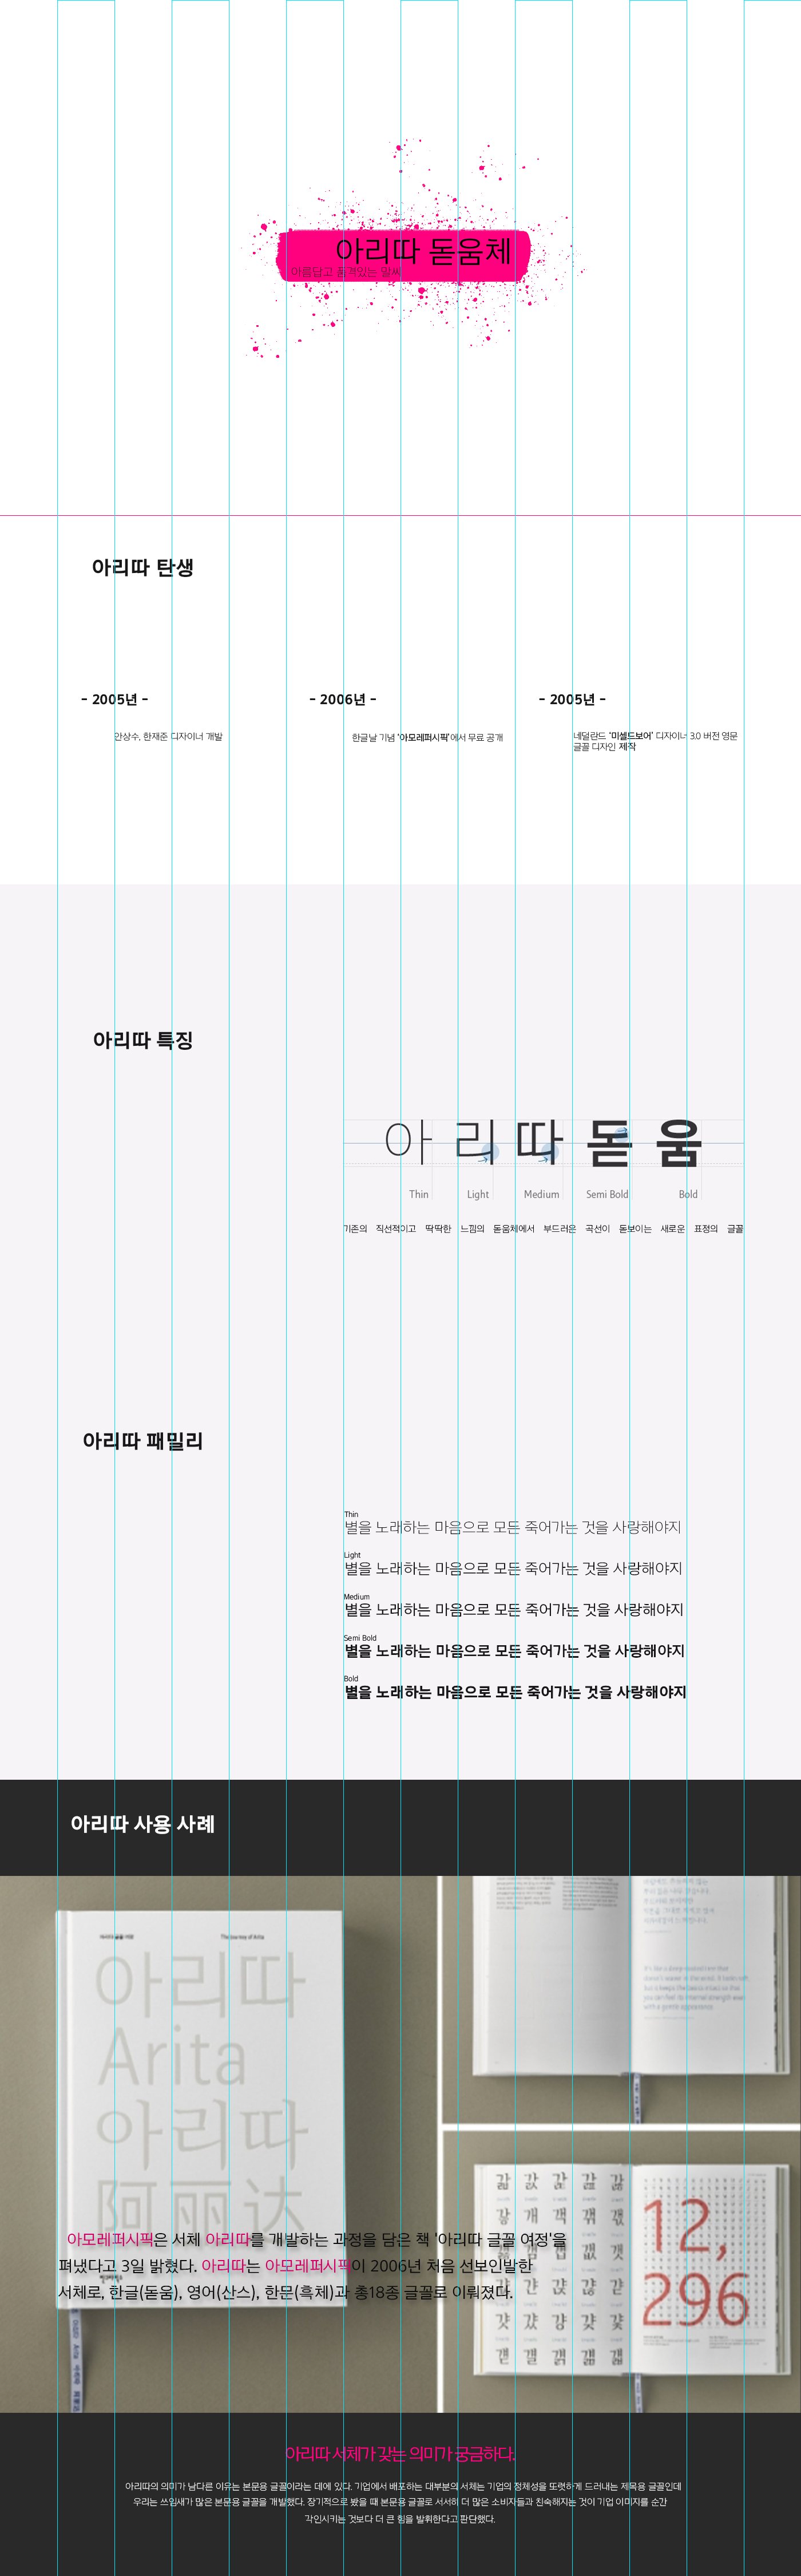 아리따 돋움체
아름답고 품격있는 말씨
아리따 탄생
- 2005년 -
- 2006년 -
- 2005년 -
안상수, 한재준 디자이너 개발
한글날 기념 '아모레퍼시픽'에서 무료 공개
네덜란드 '미셀드보어' 디자이너 3.0 버전 영문
글꼴 디자인 제작
아리따 특징
아리따돋움
Thin Light Medium Semi Bold Bold
기존의 직선적이고 딱딱한 느낌의 돋움체에서 부드러운 곡선이 돋보이는 새로운 표정의 글꼴
아리따 패밀리
Thin
별을 노래하는 마음으로 모든 죽어가는 것을 사랑해야지
Light
별을 노래하는 마음으로 모든 죽어가는 것을 사랑해야지
Medium
별을 노래하는 마음으로 모든 죽어가는 것을 사랑해야지
Semi Bold
별을 노래하는 마음으로 모든 죽어가는 것을 사랑해야지
Bold
별을 노래하는 마음으로 모든 죽어가는 것을 사랑해야지
아리따 사용 사례
The Journey of Arita
아리따
Arita
아리따
阿丽达
12,
296
아모레퍼시픽은 서체 아리따를 개발하는 과정을 담은 책 '아리따 글꼴 여정'을
펴냈다고 3일 밝혔다. 아리따는 아모레퍼시픽이 2006년 처음 선보인발한
서체로, 한글(돋움), 영어(산스), 한문(흑체)과 총18종 글꼴로 이뤄졌다.
아리따 서체가 갖는 의미가 궁금하다.
아리따의 의미가 남다른 이유는 본문용 글꼴이라는 데에 있다. 기업에서 배포하는 대부분의 서체는 기업의 정체성을 또렷하게 드러내는 제목용 글꼴인데
우리는 쓰임새가 많은 본문용 글꼴을 개발했다. 장기적으로 봤을 때 본문용 글꼴로 서서히 더 많은 소비자들과 친숙해지는 것이 기업 이미지를 순간
각인시키는 것보다 더 큰 힘을 발휘한다고 판단했다.